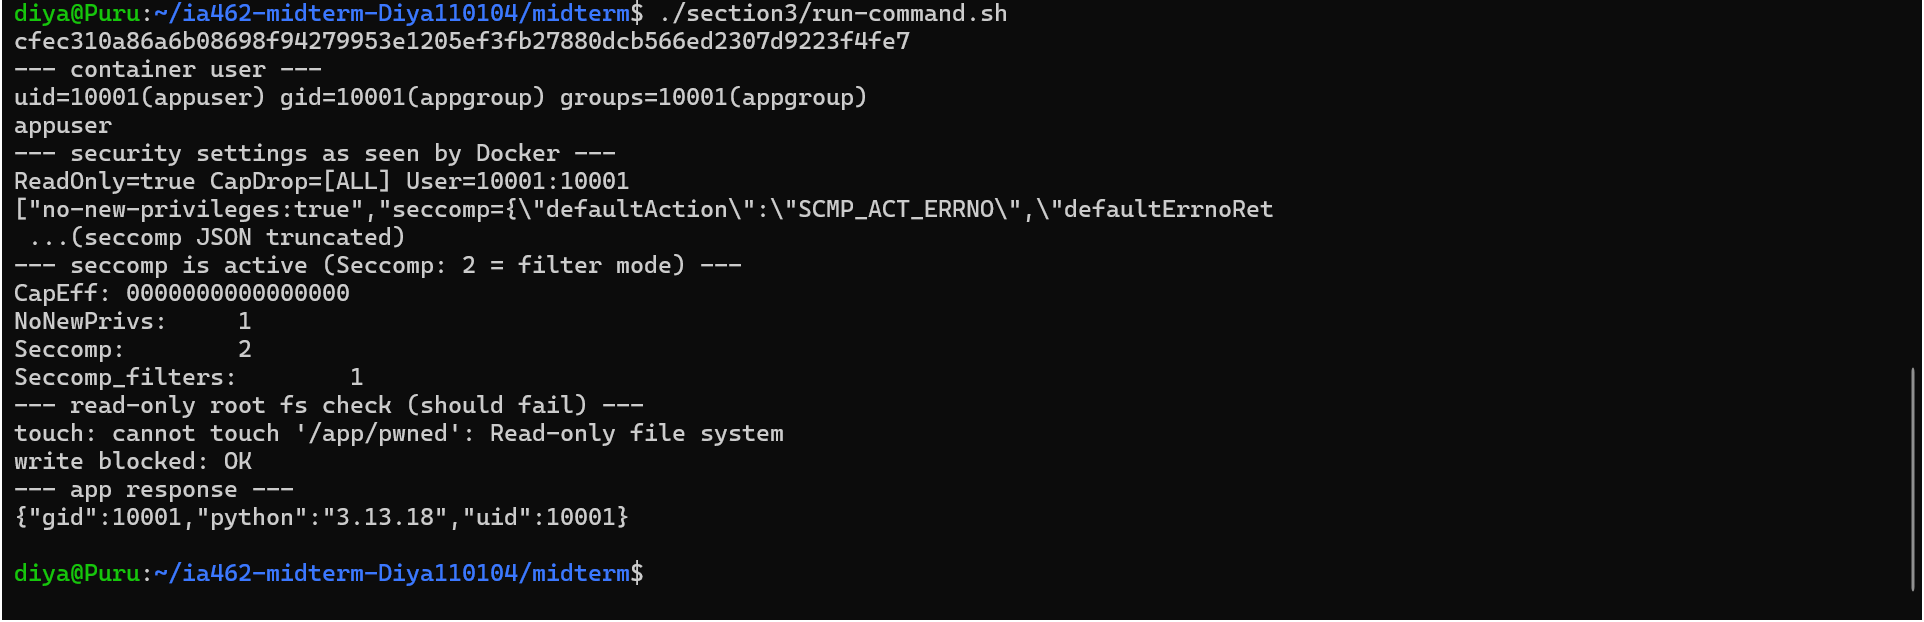 diya@Puru:~/ia462-midterm-Diya110104/midterm$ ./section3/run-command.sh
cfec310a86a6b08698f94279953e1205ef3fb27880dcb566ed2307d9223f4fe7
--- container user ---
uid=10001(appuser) gid=10001(appgroup) groups=10001(appgroup)
appuser
--- security settings as seen by Docker ---
ReadOnly=true CapDrop=[ALL] User=10001:10001
["no-new-privileges:true","seccomp={\"defaultAction\":\"SCMP_ACT_ERRNO\",\"defaultErrnoRet
 ...(seccomp JSON truncated)
--- seccomp is active (Seccomp: 2 = filter mode) ---
CapEff: 0000000000000000
NoNewPrivs:     1
Seccomp:        2
Seccomp_filters:        1
--- read-only root fs check (should fail) ---
touch: cannot touch '/app/pwned': Read-only file system
write blocked: OK
--- app response ---
{"gid":10001,"python":"3.13.18","uid":10001}
diya@Puru:~/ia462-midterm-Diya110104/midterm$